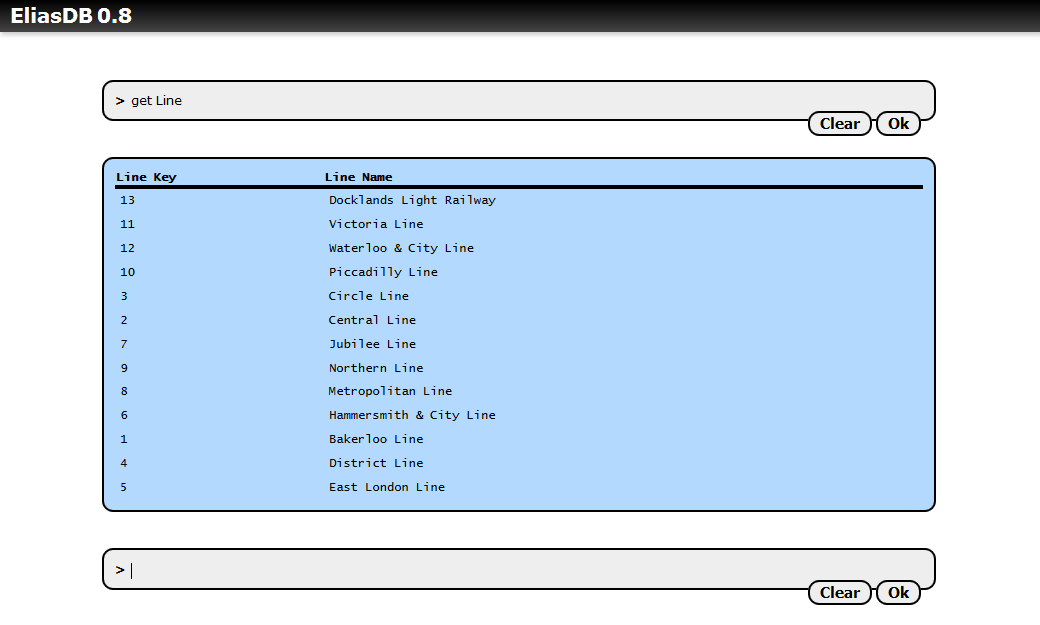 EliasDB 0.8
> get Line
Clear Ok
Line Key Line Name
13 Docklands Light Railway
11 Victoria Line
12 Waterloo & City Line
10 Piccadilly Line
3 Circle Line
2 Central Line
7 Jubilee Line
9 Northern Line
8 Metropolitan Line
6 Hammersmith & City Line
1 Bakerloo Line
4 District Line
5 East London Line
>
Clear Ok